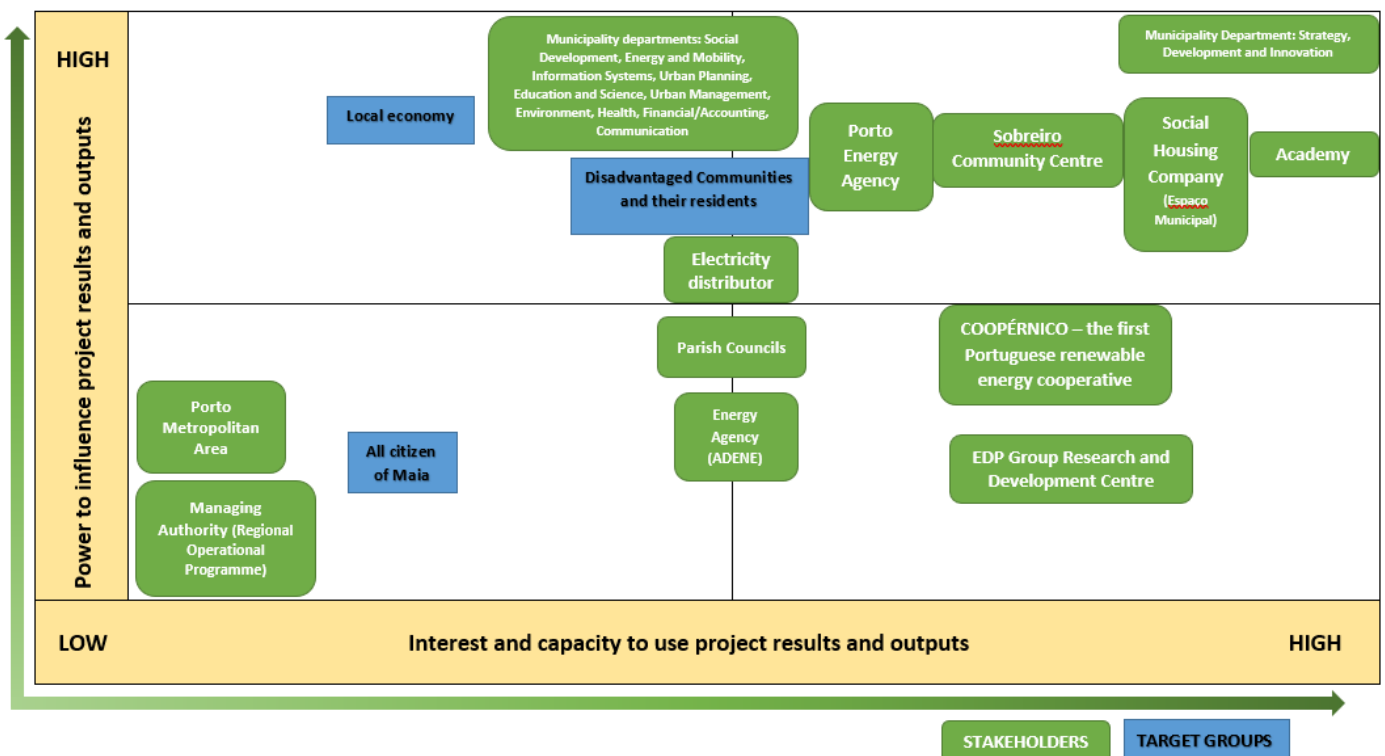 HIGH
Power to influence project results and outputs
Local economy
Municipality departments: Social
Development, Energy and Mobility,
Information Systems, Urban Planning,
Education and Science, Urban Management,
Environment, Health, Financial/Accounting,
Communication
Municipality Department: Strategy,
Development and Innovation
Disadvantaged Communities
and their residents
Porto
Energy
Agency
Sobreiro
Community Centre
Social
Housing
Company
(Espaco
Municipal)
Academy
Electricity
distributor
Parish Councils
COOPÉRNICO – the first
Portuguese renewable
energy cooperative
Porto
Metropolitan
Area
All citizen
of Maia
Energy
Agency
(ADENE)
EDP Group Research and
Development Centre
Managing
Authority (Regional
Operational
Programme)
LOW
Interest and capacity to use project results and outputs
HIGH
STAKEHOLDERS
TARGET GROUPS